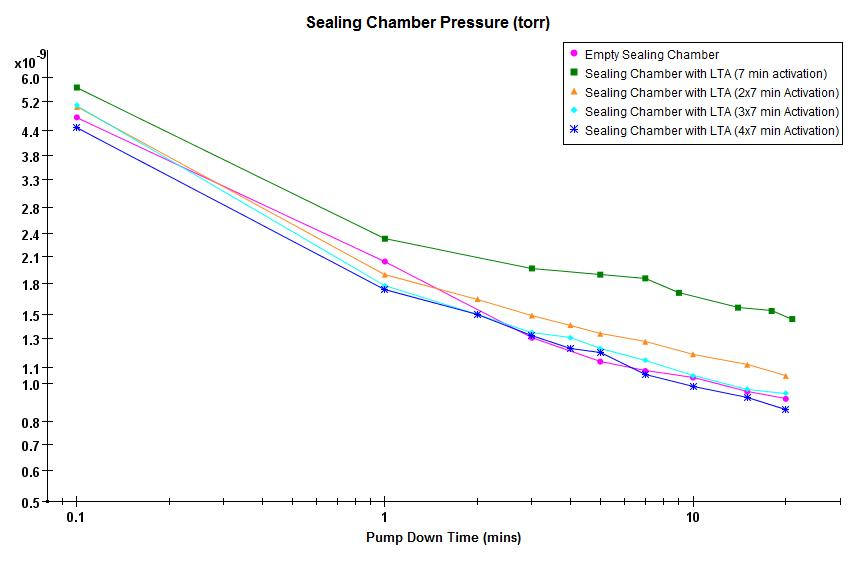 Sealing Chamber Pressure (torr)
x10-9
Empty Sealing Chamber
Sealing Chamber with LTA (7 min activation)
Sealing Chamber with LTA (2x7 min Activation)
Sealing Chamber with LTA (3x7 min Activation)
Sealing Chamber with LTA (4x7 min Activation)
6.0
5.2
4.4
3.8
3.3
2.8
2.4
2.1
1.8
1.5
1.3
1.1
1.0
0.8
0.7
0.6
0.5
0.1 1 10
Pump Down Time (mins)